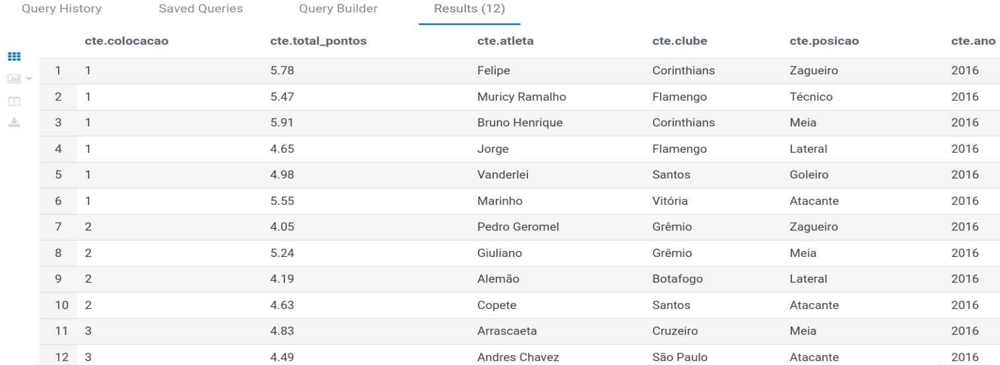 Query History Saved Queries Query Builder Results (12)
cte.colocacao cte.total_pontos cte.atleta cte.clube cte.posicao cte.ano
1 1 5.78 Felipe Corinthians Zagueiro 2016
2 1 5.47 Muricy Ramalho Flamengo Técnico 2016
3 1 5.91 Bruno Henrique Corinthians Meia 2016
4 1 4.65 Jorge Flamengo Lateral 2016
5 1 4.98 Vanderlei Santos Goleiro 2016
6 1 5.55 Marinho Vitória Atacante 2016
7 2 4.05 Pedro Geromel Grêmio Zagueiro 2016
8 2 5.24 Giuliano Grêmio Meia 2016
9 2 4.19 Alemão Botafogo Lateral 2016
10 2 4.63 Copete Santos Atacante 2016
11 3 4.83 Arrascaeta Cruzeiro Meia 2016
12 3 4.49 Andres Chavez São Paulo Atacante 2016